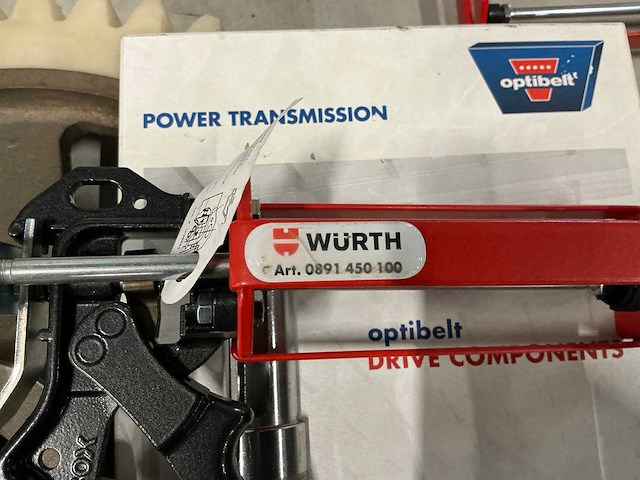 optibelt
POWER TRANSMISSION
WÜRTH
Art. 0891 450 100
optibelt
DRIVE COMPONENTS